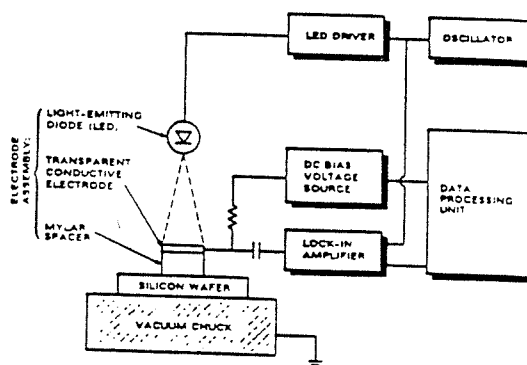 LED DRIVER
OSCILLATOR
LIGHT-EMITTING
DIODE (LED,
ELECTRODE
ASSEMBLY:
TRANSPARENT
CONDUCTIVE
ELECTRODE
DC BIAS
VOLTAGE
SOURCE
DATA
PROCESSING
UNIT
MYLAR
SPACER
LOCK-IN
AMPLIFIER
SILICON WAFER
VACUUM CHUCK